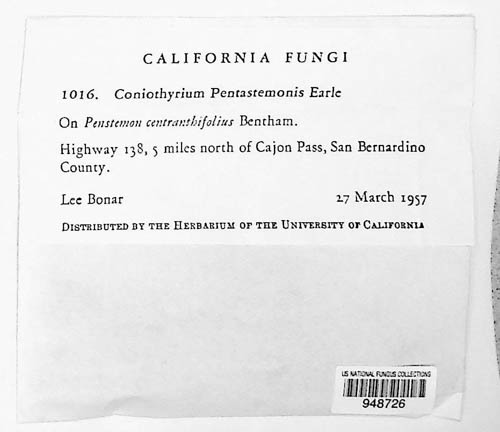 CALIFORNIA FUNGI
1016. Coniothyrium Pentastemonis Earle
On Penstemon centranthifolius Bentham.
Highway 138, 5 miles north of Cajon Pass, San Bernardino
County.
Lee Bonar 27 March 1957
DISTRIBUTED BY THE HERBARIUM OF THE UNIVERSITY OF CALIFORNIA
US NATIONAL FUNGUS COLLECTIONS
948726